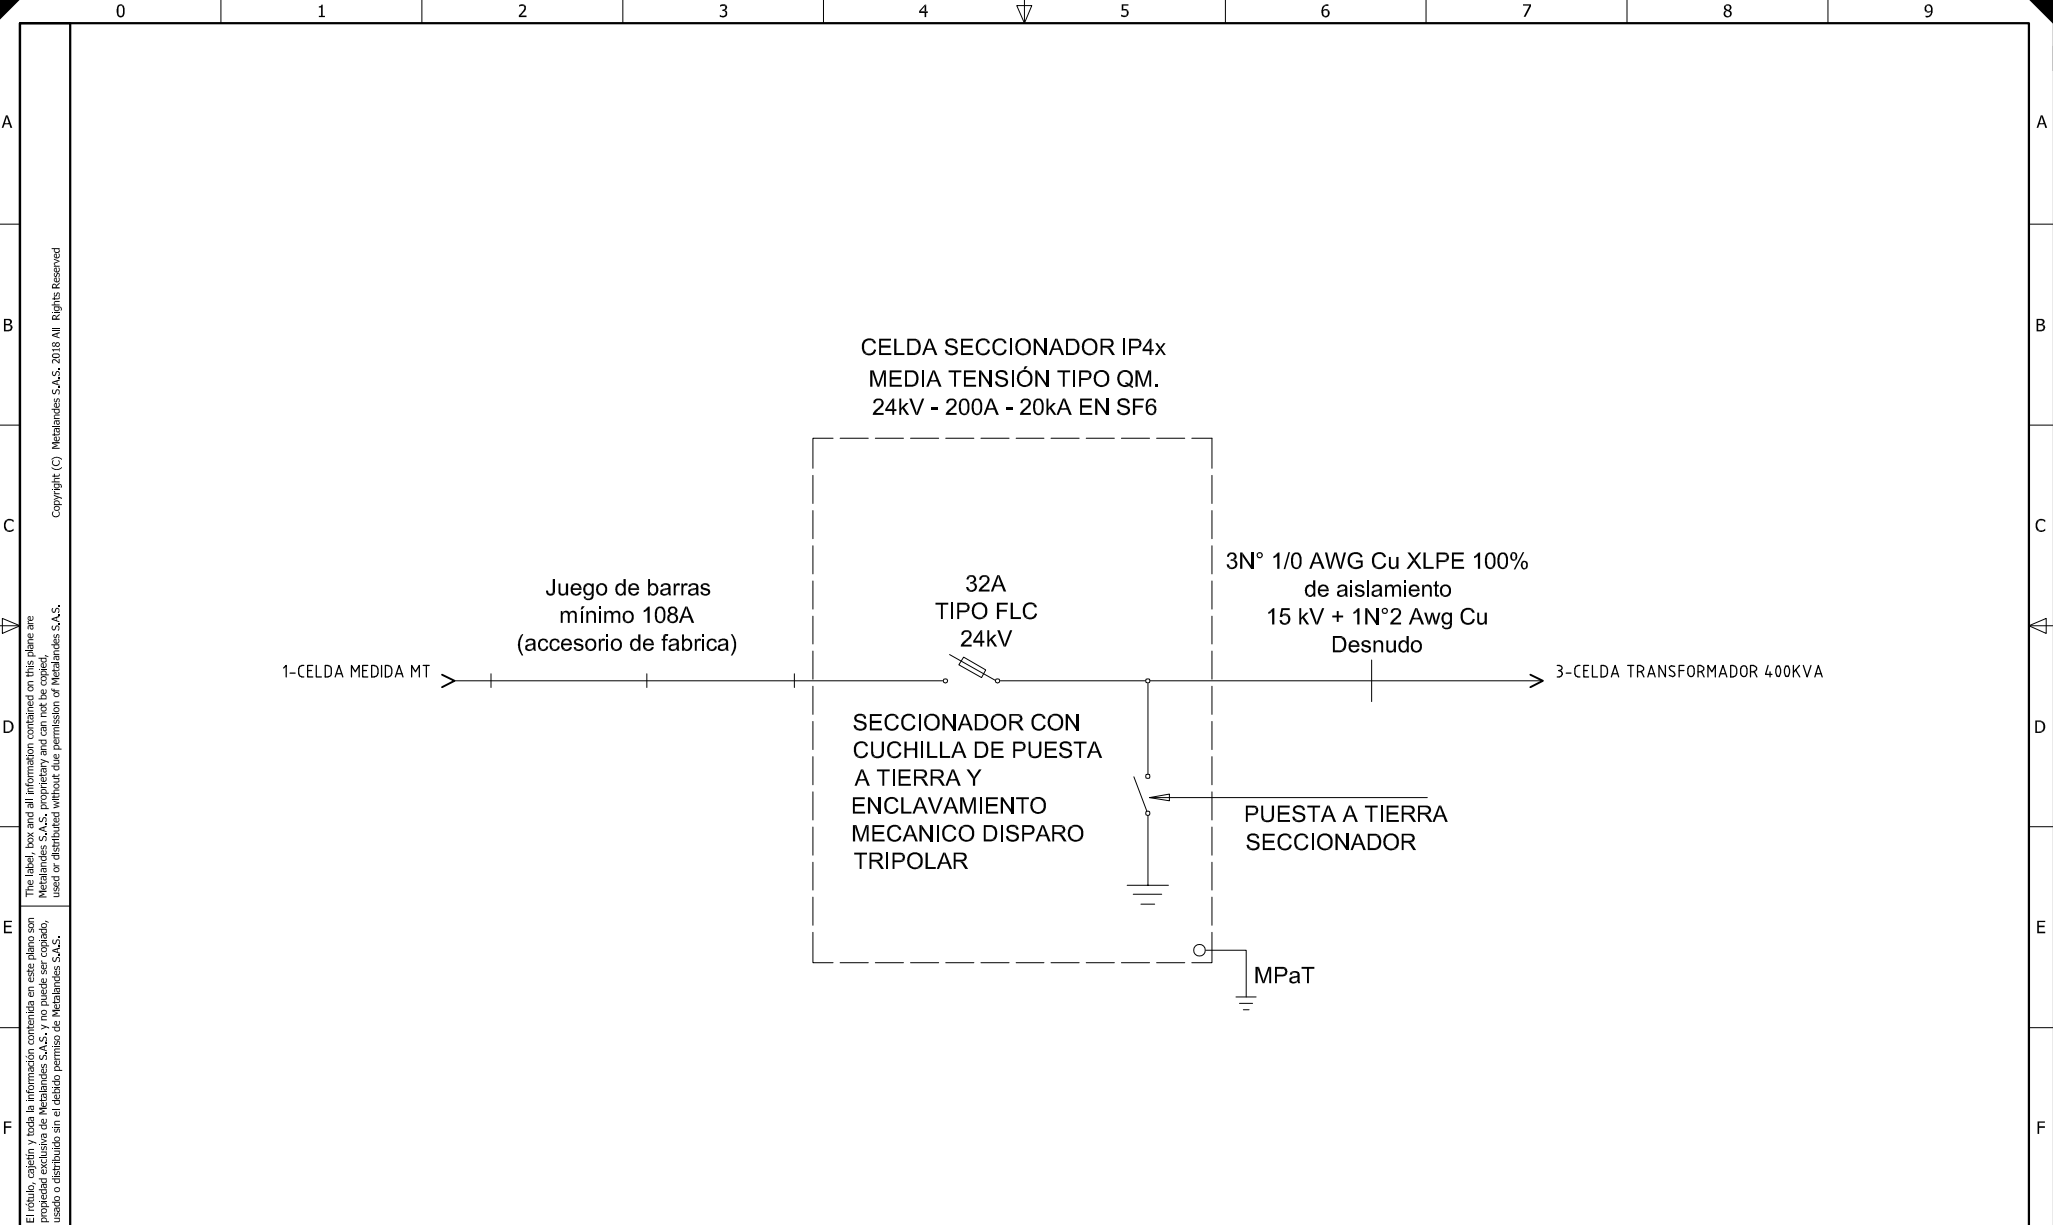 0 1 2 3 4 5 6 7 8 9
A A
B B
C C
D D
E E
F F
Copyright (C) Metalandes S.A.S. 2018 All Rights Reserved
The label, box and all information contained on this plane are
Metalandes S.A.S. proprietary and can not be copied,
used or distributed without due permission of Metalandes S.A.S.
El rótulo, cajetín y toda la información contenida en este plano son
propiedad exclusiva de Metalandes S.A.S. y no puede ser copiado,
usado o distribuido sin el debido permiso de Metalandes S.A.S.
CELDA SECCIONADOR IP4x
MEDIA TENSIÓN TIPO QM.
24kV - 200A - 20kA EN SF6
Juego de barras
mínimo 108A
(accesorio de fabrica)
32A
TIPO FLC
24kV
3N° 1/0 AWG Cu XLPE 100%
de aislamiento
15 kV + 1N°2 Awg Cu
Desnudo
1-CELDA MEDIDA MT
3-CELDA TRANSFORMADOR 400KVA
SECCIONADOR CON
CUCHILLA DE PUESTA
A TIERRA Y
ENCLAVAMIENTO
MECANICO DISPARO
TRIPOLAR
PUESTA A TIERRA
SECCIONADOR
MPaT